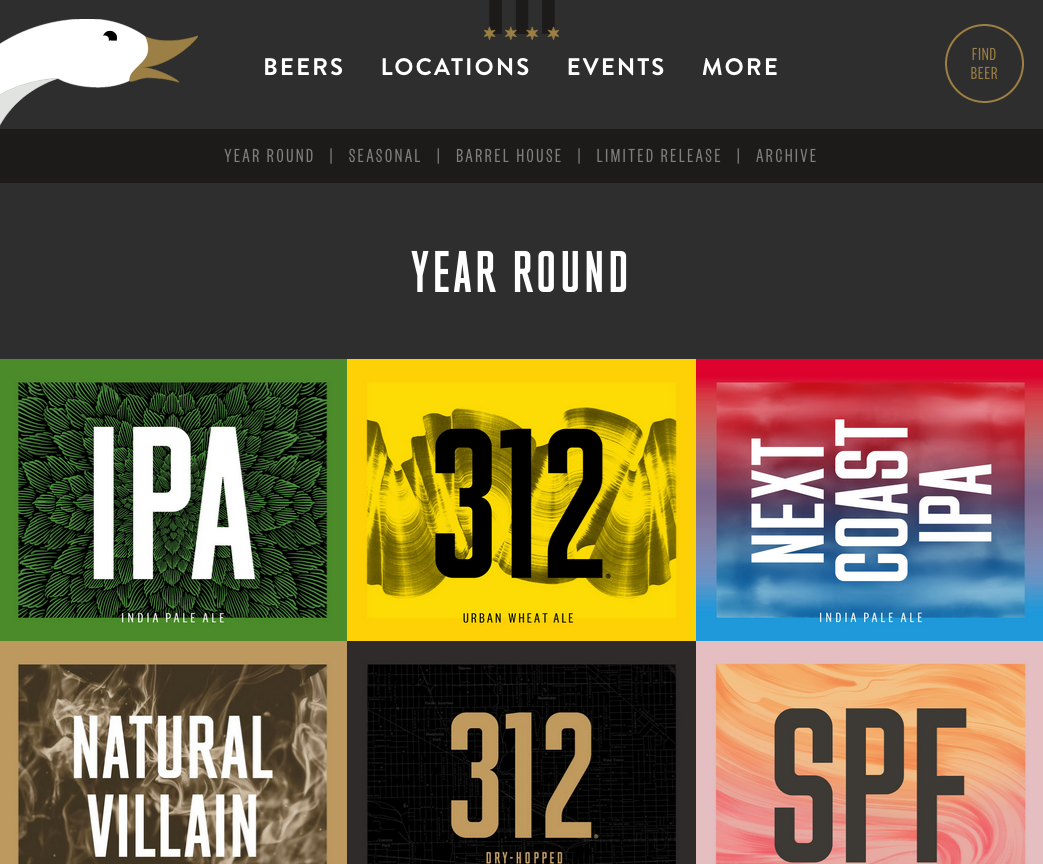 BEERS LOCATIONS EVENTS MORE
FIND
BEER
YEAR ROUND | SEASONAL | BARREL HOUSE | LIMITED RELEASE | ARCHIVE
YEAR ROUND
IPA
INDIA PALE ALE
312
URBAN WHEAT ALE
NEXT
COAST
IPA
INDIA PALE ALE
NATURAL
VILLAIN
312
DRY-HOPPED
SPF